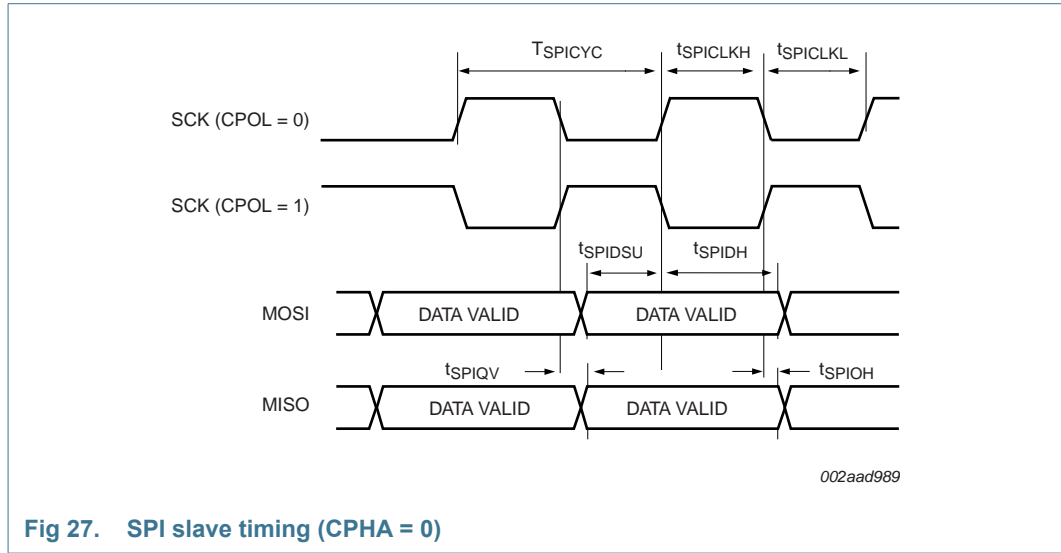 TSPICYC tSPICLKH tSPICLKL
SCK (CPOL = 0)
SCK (CPOL = 1)
tSPIDSU tSPIDH
MOSI DATA VALID DATA VALID
tSPIQV tSPIOH
MISO DATA VALID DATA VALID
002aad989
Fig 27. SPI slave timing (CPHA = 0)